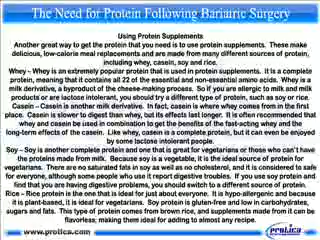 The Need for Protein Following Bariatric Surgery
Using Protein Supplements
Another great way to get the protein that you need is to use protein supplements. These make
delicious, low-calorie meal replacements and are made from many different sources of protein,
including whey, casein, soy and rice.
Whey – Whey is an extremely popular protein that is used in protein supplements. It is a complete
protein, meaning that it contains all 22 of the essential and non-essential amino acids. Whey is a
milk derivative, a byproduct of the cheese-making process. So if you are allergic to milk and milk
products or are lactose intolerant, you should try a different type of protein, such as soy or rice.
Casein – Casein is another milk derivative. In fact, casein is where whey comes from in the first
place. Casein is slower to digest than whey, but its effects last longer. It is often recommended that
whey and casein be used in combination to get the benefits of the fast-acting whey and the
long-term effects of the casein. Like whey, casein is a complete protein, but it can even be enjoyed
by some lactose intolerant people.
Soy – Soy is another complete protein and one that is great for vegetarians or those who can't have
the proteins made from milk. Because soy is a vegetable, it is the ideal source of protein for
vegetarians. There are no saturated fats in soy as well as no cholesterol, and it is considered to safe
for everyone, although some people who use it report digestive troubles. If you use soy protein and
find that you are having digestive problems, you should switch to a different source of protein.
Rice – Rice protein is the one that is ideal for just about everyone. It is hypo-allergenic and because
it is plant-based, it is ideal for vegetarians. Soy protein is gluten-free and low in carbohydrates,
sugars and fats. This type of protein comes from brown rice, and supplements made from it can be
flavorless, making them ideal for adding to almost any recipe.
www.protica.com
protica